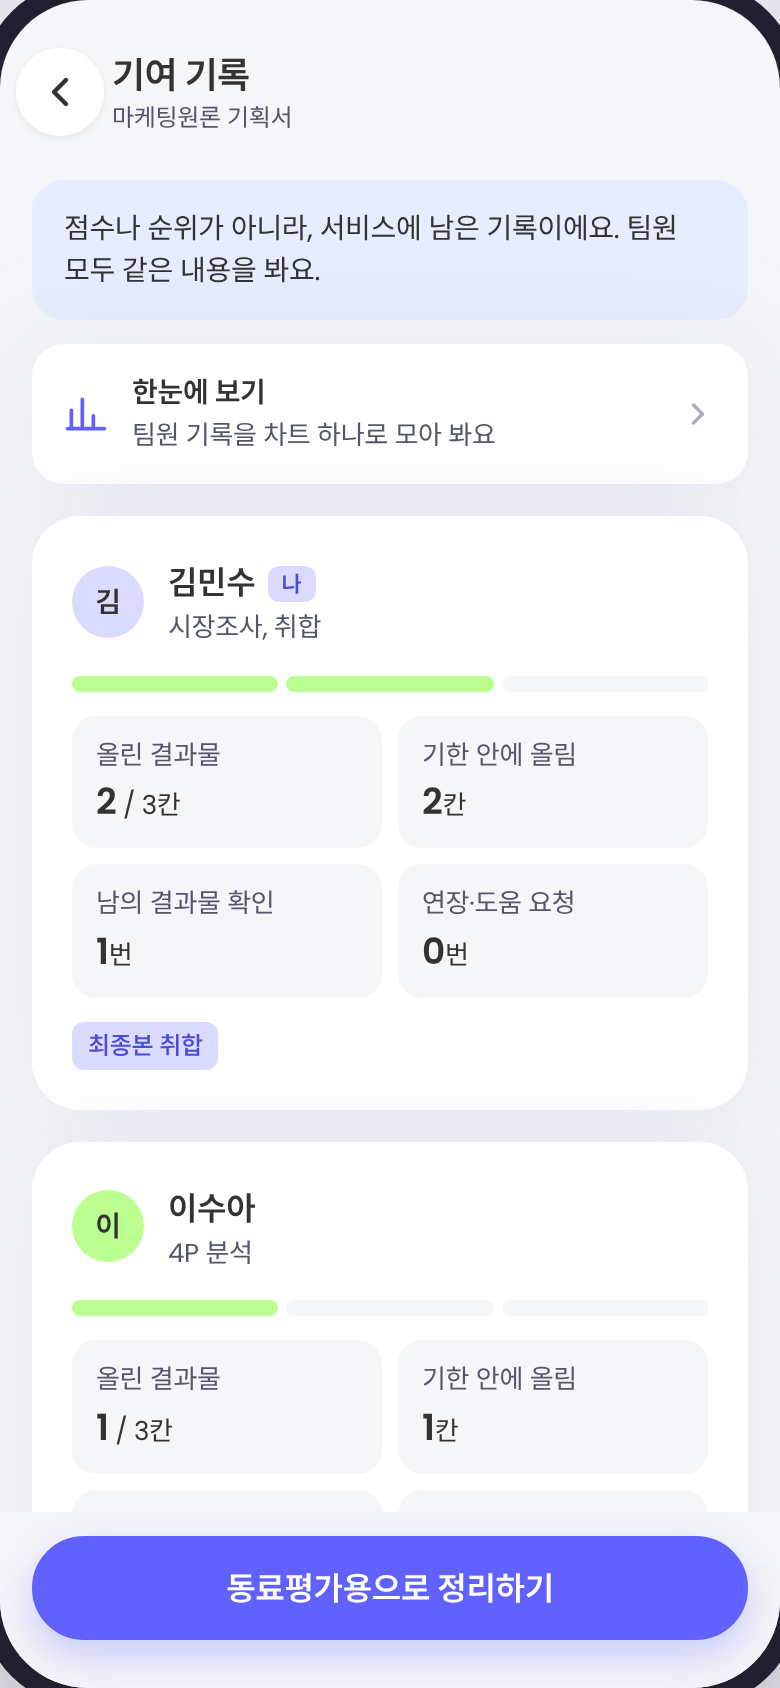 기여 기록
마케팅원론 기획서
점수나 순위가 아니라, 서비스에 남은 기록이에요. 팀원
모두 같은 내용을 봐요.
한눈에 보기
팀원 기록을 차트 하나로 모아 봐요
김
김민수 나
시장조사, 취합
올린 결과물
2 / 3칸
기한 안에 올림
2칸
남의 결과물 확인
1번
연장·도움 요청
0번
최종본 취합
이
이수아
4P 분석
올린 결과물
1 / 3칸
기한 안에 올림
1칸
동료평가용으로 정리하기